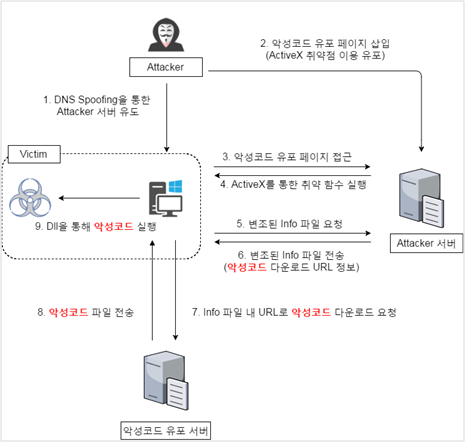 Attacker
2. 악성코드 유포 페이지 삽입
(ActiveX 취약점 이용 유포)
1. DNS Spoofing을 통한
Attacker 서버 유도
Victim
3. 악성코드 유포 페이지 접근
4. ActiveX를 통한 취약 함수 실행
9. Dll을 통해 악성코드 실행
5. 변조된 Info 파일 요청
Attacker 서버
6. 변조된 Info 파일 전송
(악성코드 다운로드 URL 정보)
8. 악성코드 파일 전송
7. Info 파일 내 URL로 악성코드 다운로드 요청
악성코드 유포 서버